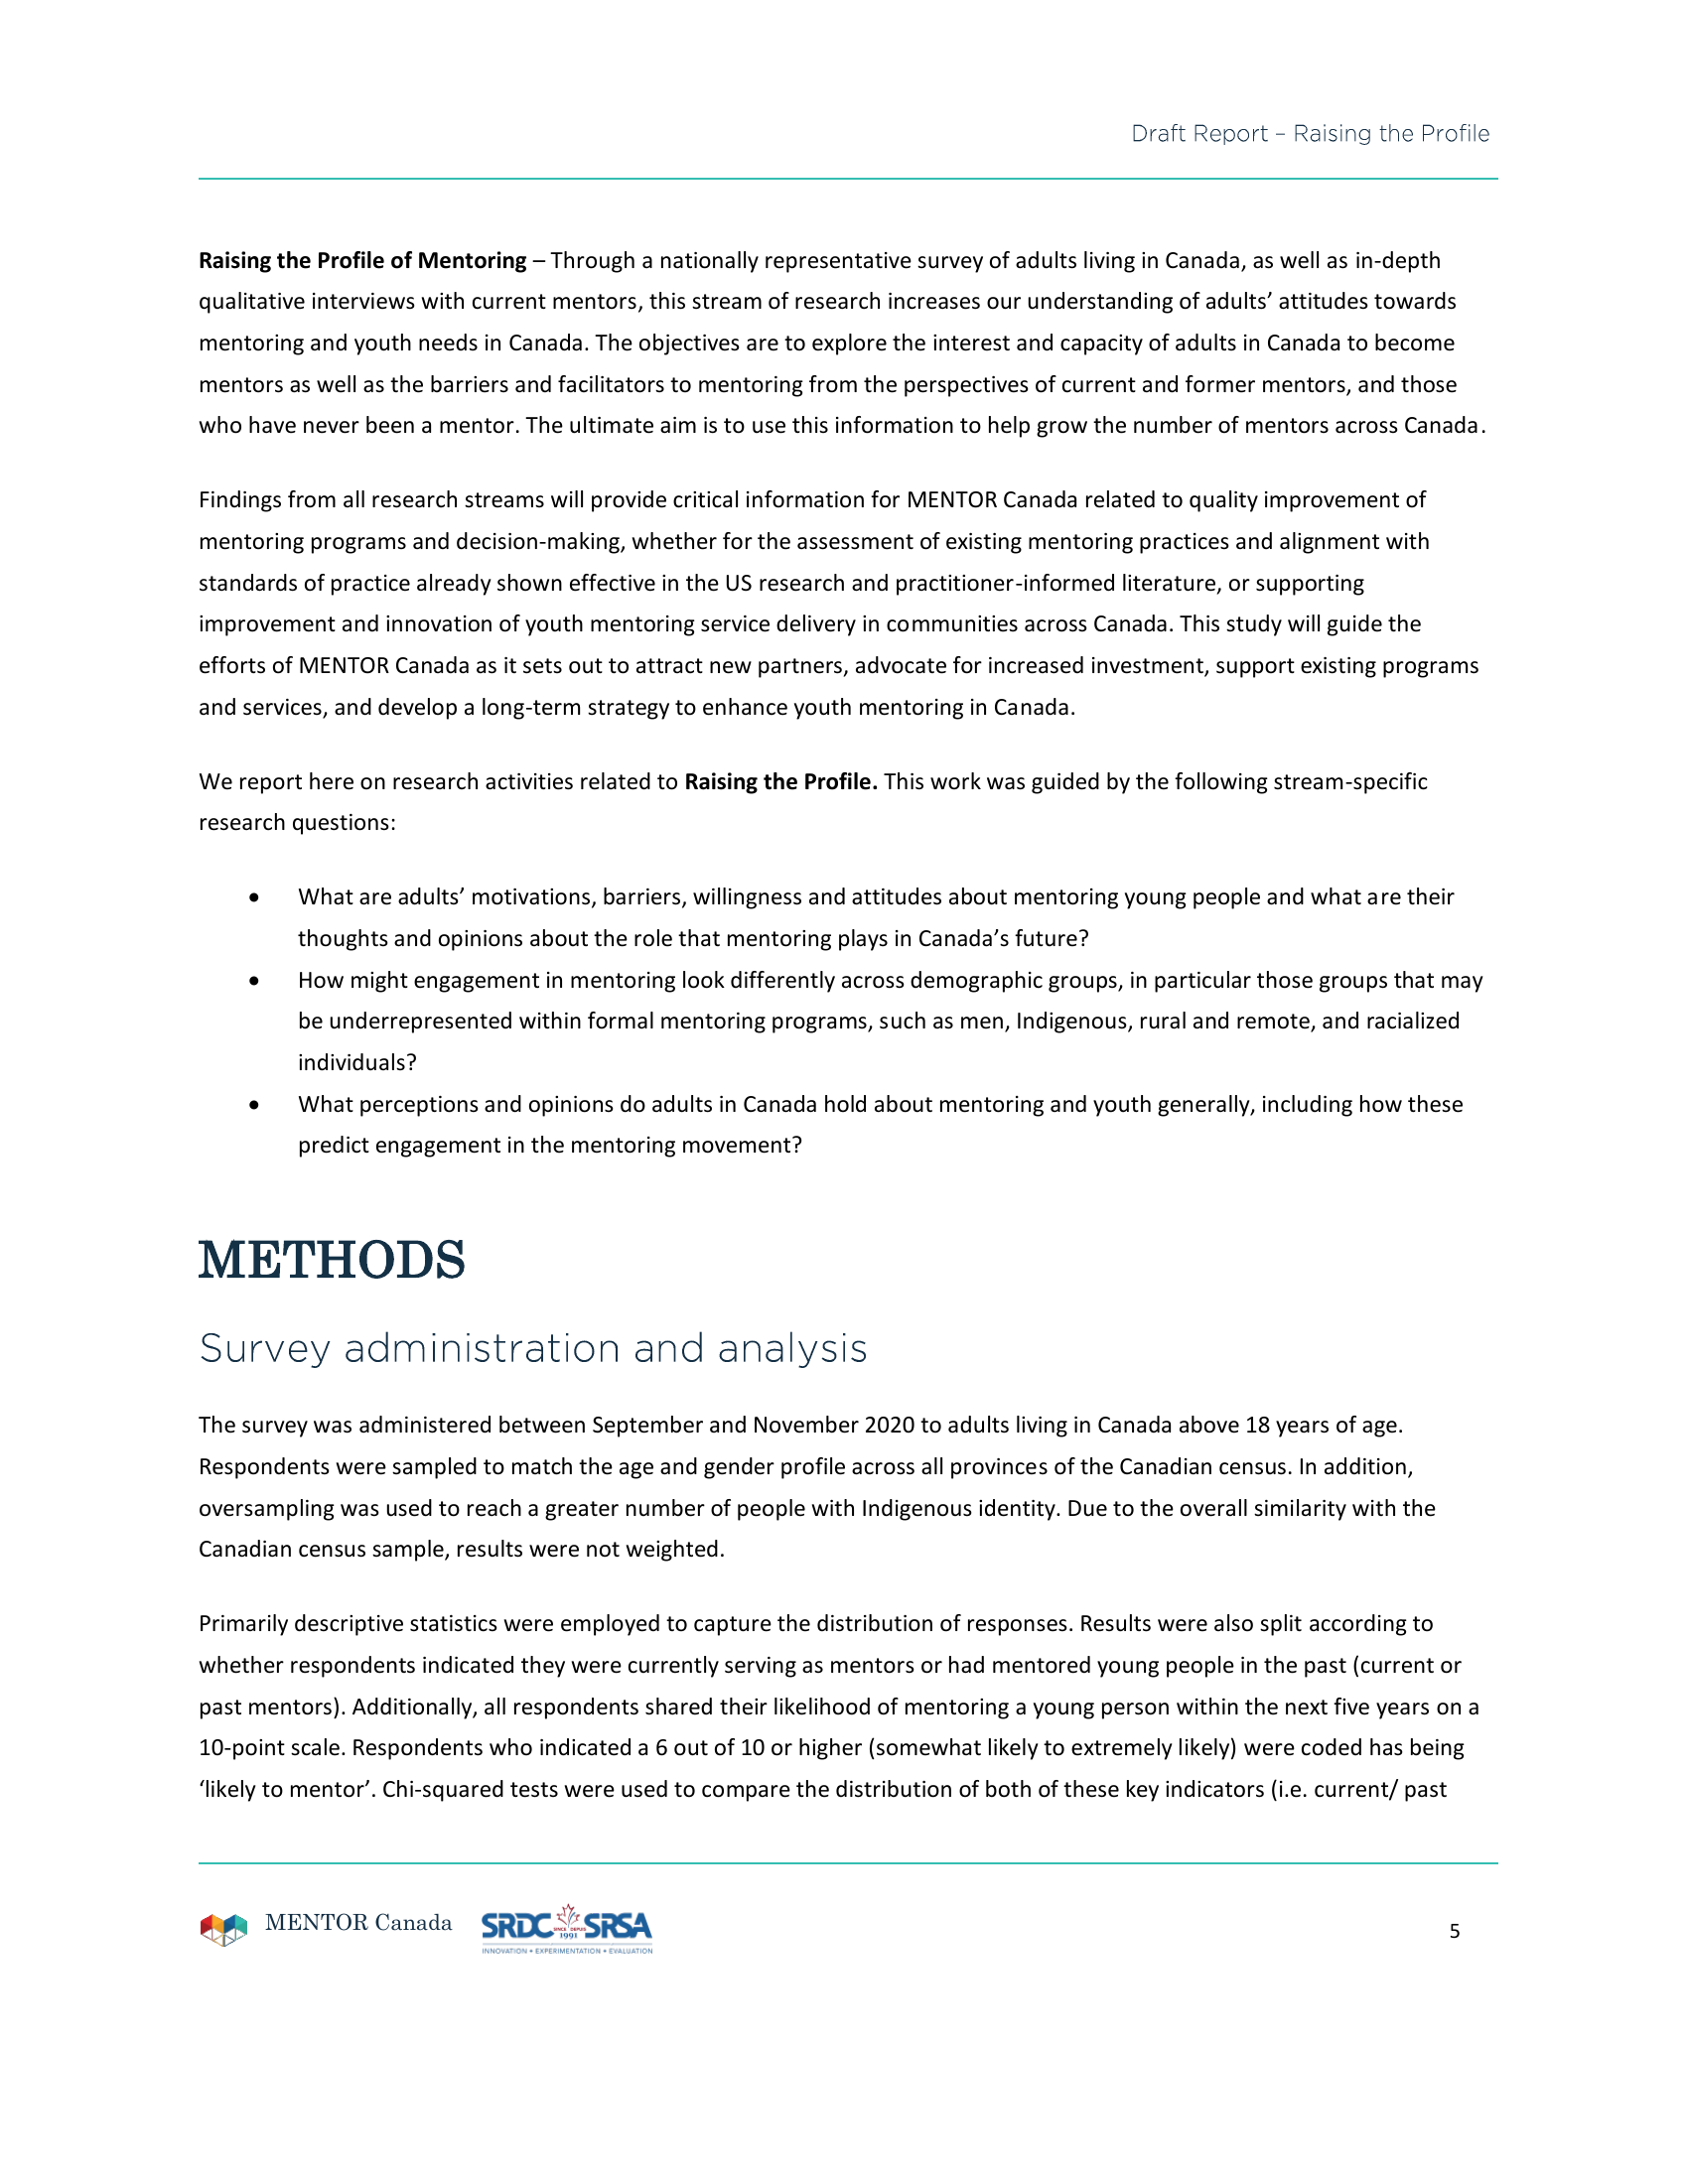 Draft Report – Raising the Profile
Raising the Profile of Mentoring – Through a nationally representative survey of adults living in Canada, as well as in-depth
qualitative interviews with current mentors, this stream of research increases our understanding of adults’ attitudes towards
mentoring and youth needs in Canada. The objectives are to explore the interest and capacity of adults in Canada to become
mentors as well as the barriers and facilitators to mentoring from the perspectives of current and former mentors, and those
who have never been a mentor. The ultimate aim is to use this information to help grow the number of mentors across Canada.
Findings from all research streams will provide critical information for MENTOR Canada related to quality improvement of
mentoring programs and decision-making, whether for the assessment of existing mentoring practices and alignment with
standards of practice already shown effective in the US research and practitioner-informed literature, or supporting
improvement and innovation of youth mentoring service delivery in communities across Canada. This study will guide the
efforts of MENTOR Canada as it sets out to attract new partners, advocate for increased investment, support existing programs
and services, and develop a long-term strategy to enhance youth mentoring in Canada.
We report here on research activities related to Raising the Profile. This work was guided by the following stream-specific
research questions:
• What are adults’ motivations, barriers, willingness and attitudes about mentoring young people and what are their
thoughts and opinions about the role that mentoring plays in Canada’s future?
• How might engagement in mentoring look differently across demographic groups, in particular those groups that may
be underrepresented within formal mentoring programs, such as men, Indigenous, rural and remote, and racialized
individuals?
• What perceptions and opinions do adults in Canada hold about mentoring and youth generally, including how these
predict engagement in the mentoring movement?
METHODS
Survey administration and analysis
The survey was administered between September and November 2020 to adults living in Canada above 18 years of age.
Respondents were sampled to match the age and gender profile across all provinces of the Canadian census. In addition,
oversampling was used to reach a greater number of people with Indigenous identity. Due to the overall similarity with the
Canadian census sample, results were not weighted.
Primarily descriptive statistics were employed to capture the distribution of responses. Results were also split according to
whether respondents indicated they were currently serving as mentors or had mentored young people in the past (current or
past mentors). Additionally, all respondents shared their likelihood of mentoring a young person within the next five years on a
10-point scale. Respondents who indicated a 6 out of 10 or higher (somewhat likely to extremely likely) were coded has being
‘likely to mentor’. Chi-squared tests were used to compare the distribution of both of these key indicators (i.e. current/ past
MENTOR Canada
SRDC SINCE DEPUIS 1991 SRSA
INNOVATION • EXPERIMENTATION • EVALUATION
5